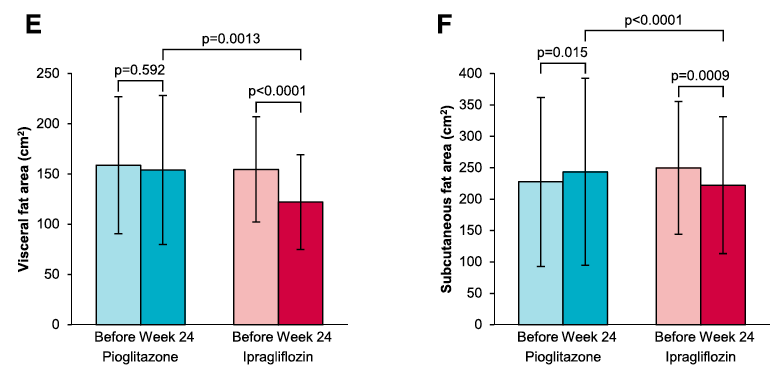 E
p=0.0013
p=0.592
p<0.0001
Visceral fat area (cm²)
250
200
150
100
50
0
Before Week 24
Before Week 24
Pioglitazone
Ipragliflozin
F
p<0.0001
p=0.015
p=0.0009
Subcutaneous fat area (cm²)
400
350
300
250
200
150
100
50
0
Before Week 24
Before Week 24
Pioglitazone
Ipragliflozin